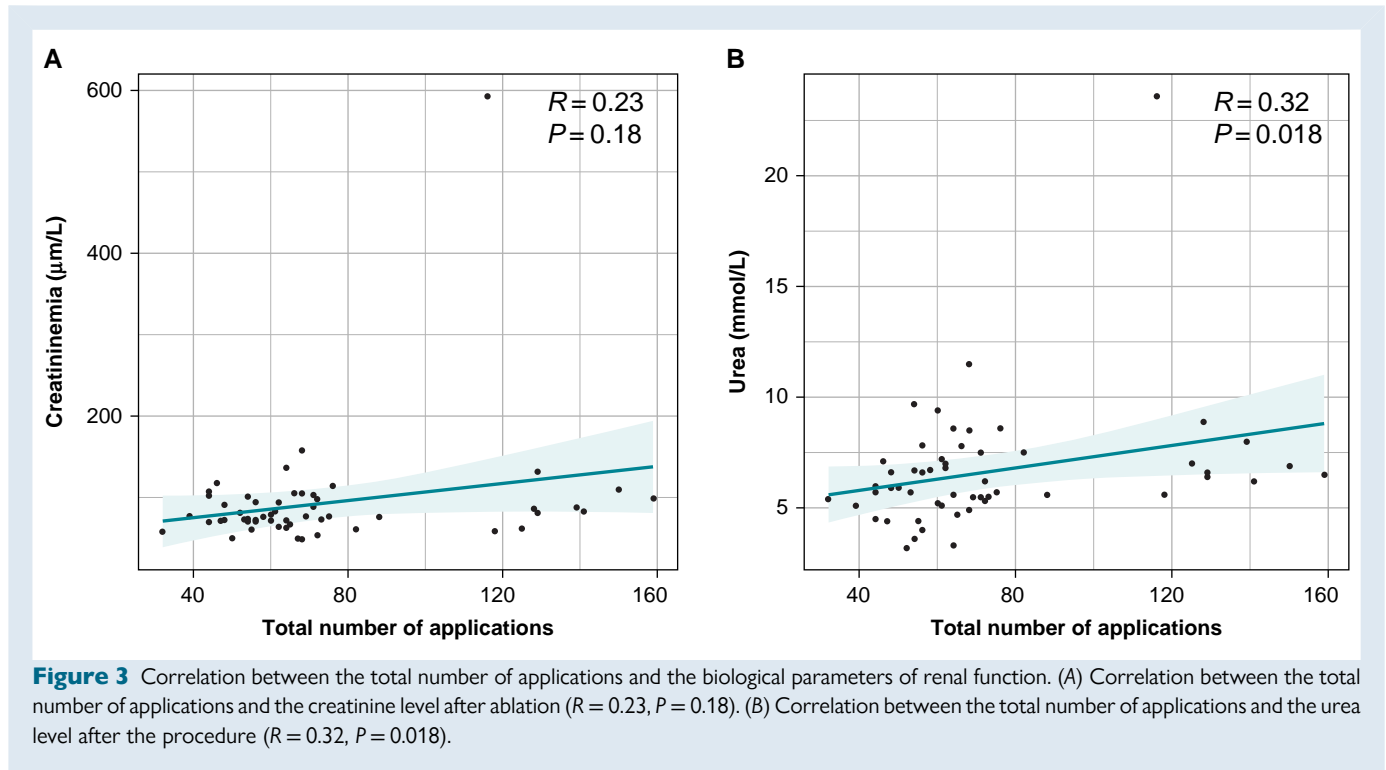 A
R = 0.23
P = 0.18
600
400
200
Creatininemia (μm/L)
40 80 120 160
Total number of applications
B
R = 0.32
P = 0.018
20
15
10
5
Urea (mmol/L)
40 80 120 160
Total number of applications
Figure 3 Correlation between the total number of applications and the biological parameters of renal function. (A) Correlation between the total
number of applications and the creatinine level after ablation (R = 0.23, P = 0.18). (B) Correlation between the total number of applications and the urea
level after the procedure (R = 0.32, P = 0.018).